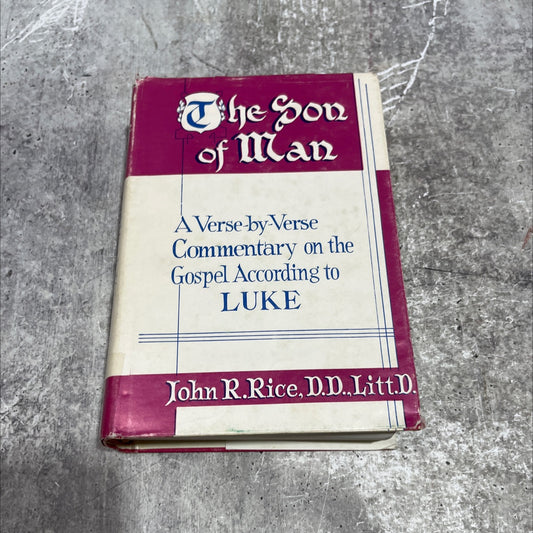 The Son
of Man
A Verse-by-Verse
Commentary on the
Gospel According to
LUKE
John R. Rice, D.D., Litt.D.